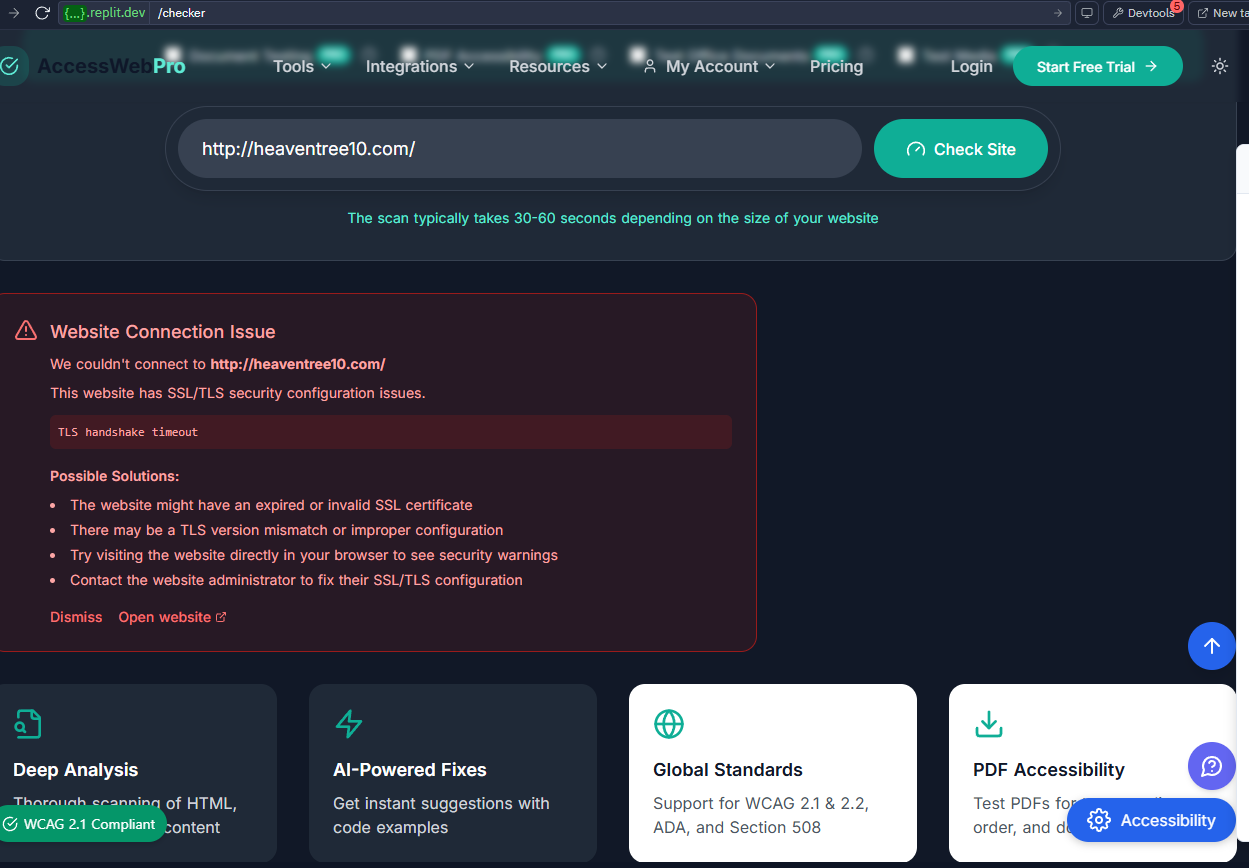 {...}.replit.dev /checker Devtools 5 New ta
AccessWebPro Tools Integrations Resources My Account Pricing Login Start Free Trial
http://heaventree10.com/ Check Site
The scan typically takes 30-60 seconds depending on the size of your website
Website Connection Issue
We couldn't connect to http://heaventree10.com/
This website has SSL/TLS security configuration issues.
TLS handshake timeout
Possible Solutions:
• The website might have an expired or invalid SSL certificate
• There may be a TLS version mismatch or improper configuration
• Try visiting the website directly in your browser to see security warnings
• Contact the website administrator to fix their SSL/TLS configuration
Dismiss Open website
Deep Analysis
Thorough scanning of HTML,
content
AI-Powered Fixes
Get instant suggestions with
code examples
Global Standards
Support for WCAG 2.1 & 2.2,
ADA, and Section 508
PDF Accessibility
Test PDFs for
order, and
WCAG 2.1 Compliant
Accessibility